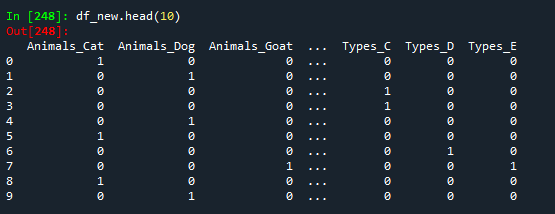 In [248]: df_new.head(10)
Out[248]:
Animals_Cat Animals_Dog Animals_Goat ... Types_C Types_D Types_E
0 1 0 0 ... 0 0 0
1 0 1 0 ... 0 0 0
2 0 0 0 ... 1 0 0
3 0 0 0 ... 1 0 0
4 0 1 0 ... 0 0 0
5 1 0 0 ... 0 0 0
6 0 0 0 ... 0 1 0
7 0 0 1 ... 0 0 1
8 1 0 0 ... 0 0 0
9 0 1 0 ... 0 0 0